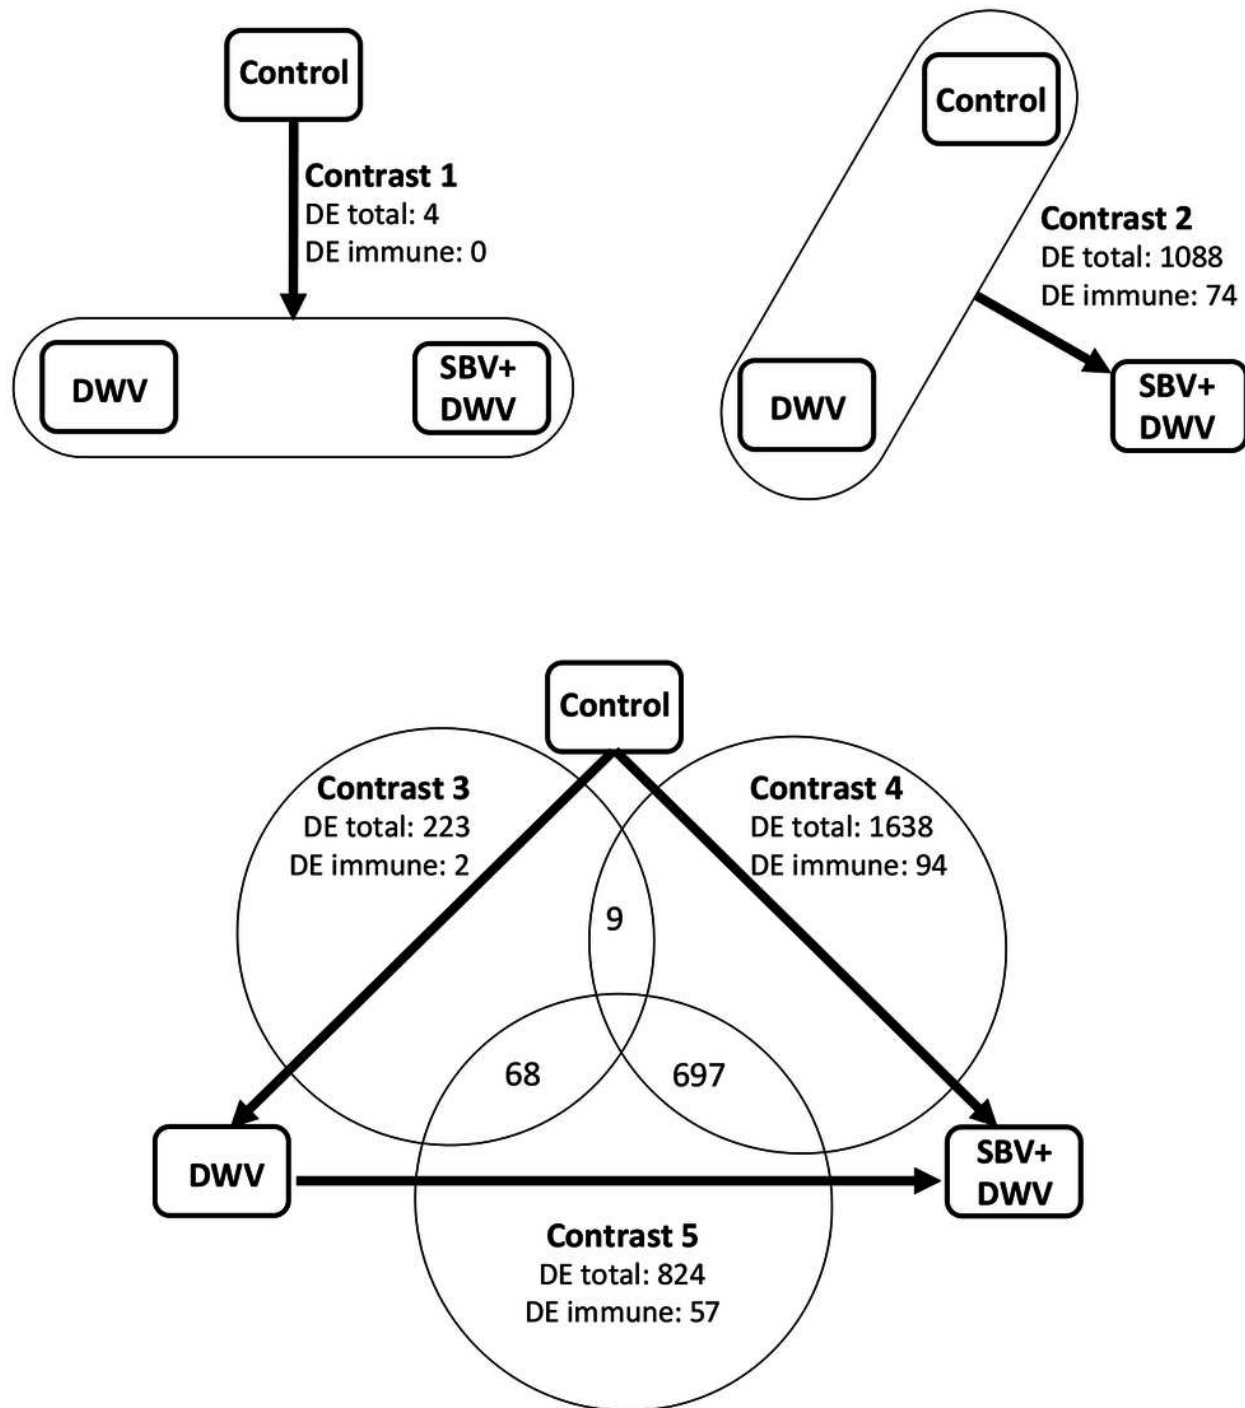 Control
Contrast 1
DE total: 4
DE immune: 0
DWV
SBV+
DWV
Control
Contrast 2
DE total: 1088
DE immune: 74
DWV
SBV+
DWV
Control
Contrast 3
DE total: 223
DE immune: 2
Contrast 4
DE total: 1638
DE immune: 94
9
68
697
DWV
SBV+
DWV
Contrast 5
DE total: 824
DE immune: 57